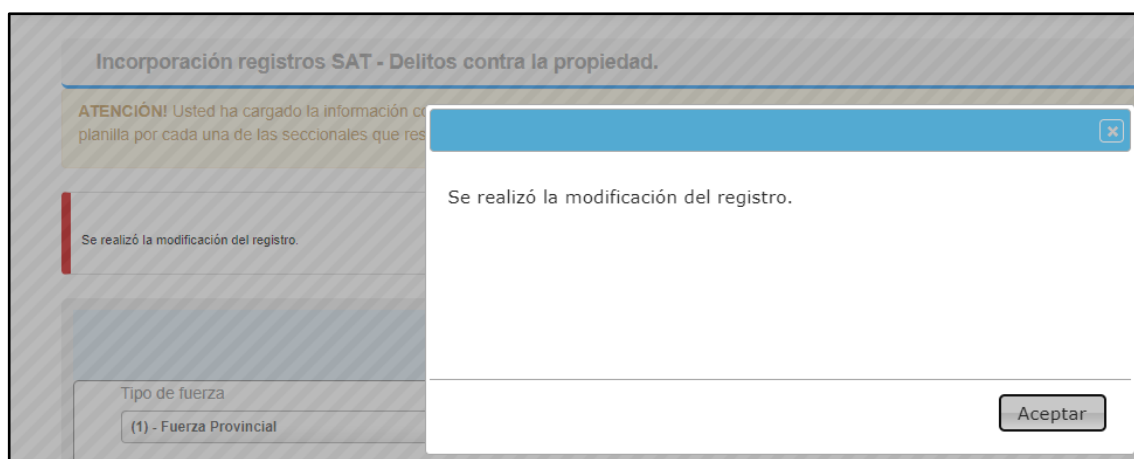 Incorporación registros SAT - Delitos contra la propiedad.
ATENCIÓN! Usted ha cargado la información
planilla por cada una de las seccionales que
Se realizó la modificación del registro.
Se realizó la modificación del registro.
Tipo de fuerza
(1) - Fuerza Provincial
Aceptar